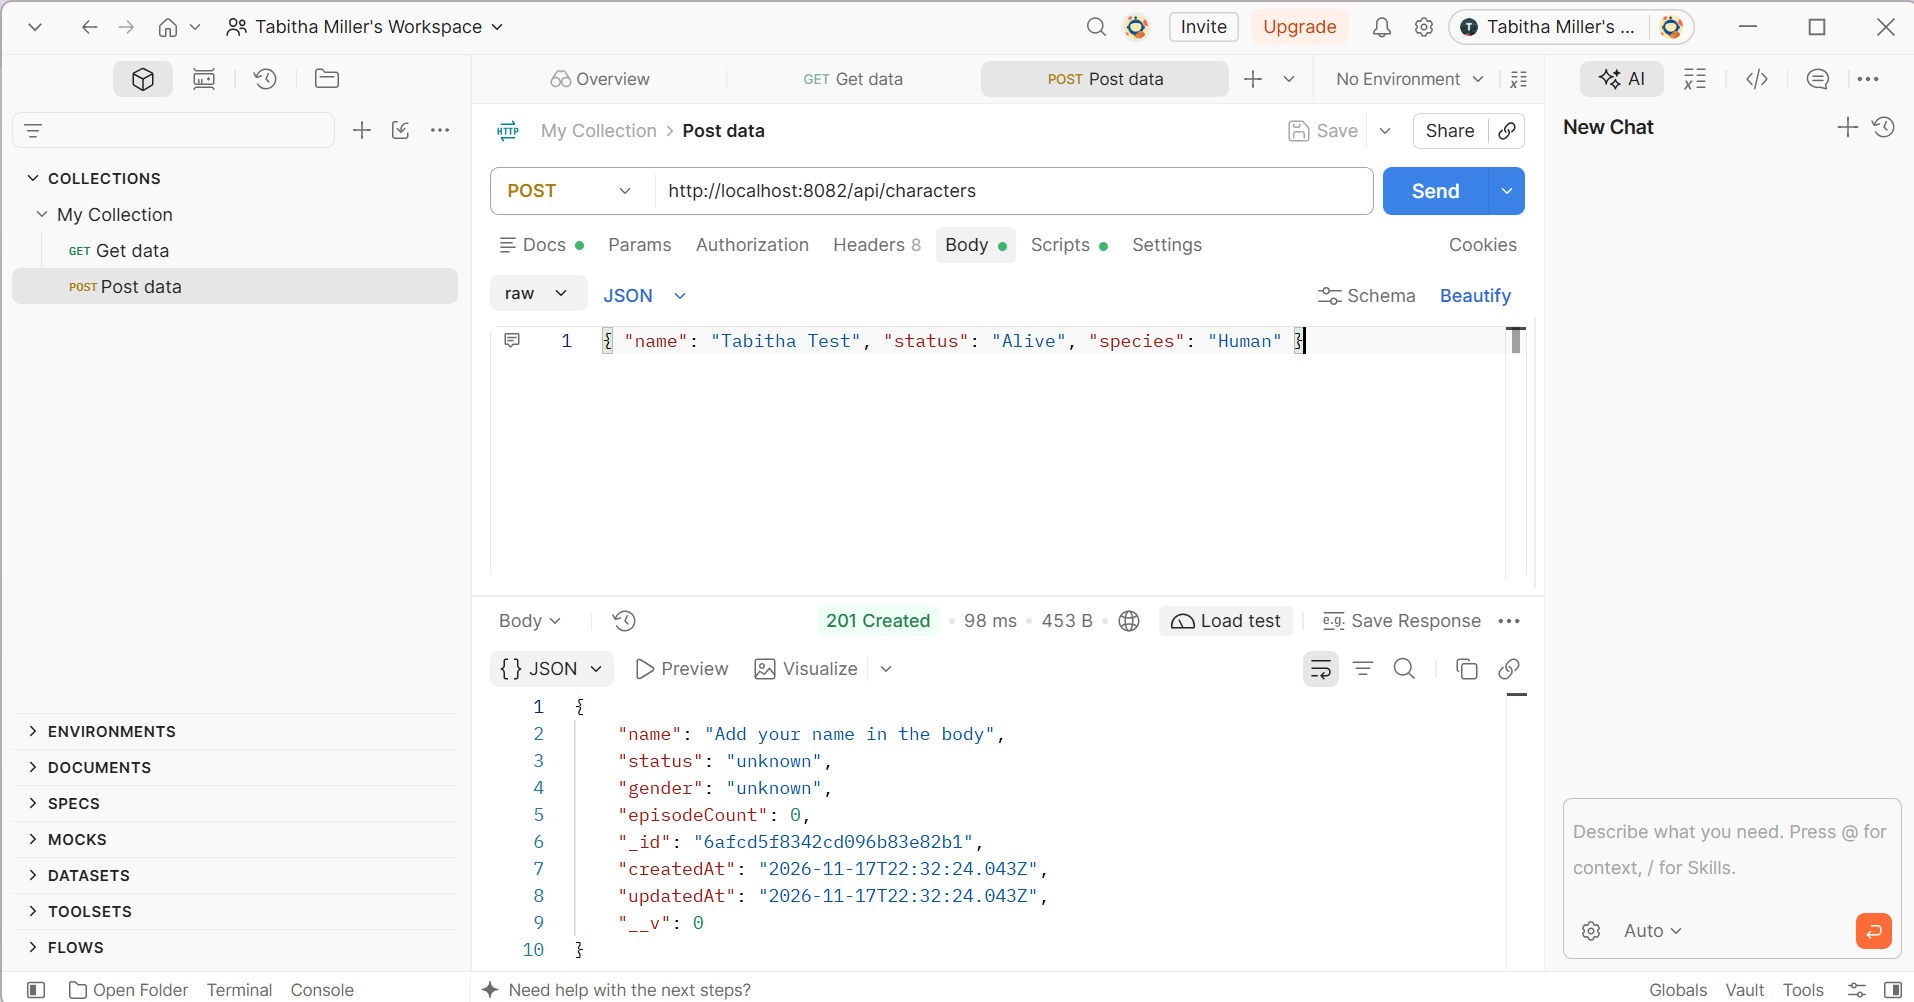 Tabitha Miller's Workspace
Invite
Upgrade
T Tabitha Miller's ...
Overview
GET Get data
POST Post data
No Environment
AI
My Collection > Post data
Save
Share
New Chat
COLLECTIONS
My Collection
GET Get data
POST Post data
POST http://localhost:8082/api/characters
Send
Docs Params Authorization Headers 8 Body Scripts Settings Cookies
raw JSON Schema Beautify
1 { "name": "Tabitha Test", "status": "Alive", "species": "Human" }
Body 201 Created 98 ms 453 B Load test e.g. Save Response
{} JSON Preview Visualize
1 {
2 "name": "Add your name in the body",
3 "status": "unknown",
4 "gender": "unknown",
5 "episodeCount": 0,
6 "_id": "6afcd5f8342cd096b83e82b1",
7 "createdAt": "2026-11-17T22:32:24.043Z",
8 "updatedAt": "2026-11-17T22:32:24.043Z",
9 "__v": 0
10 }
ENVIRONMENTS
DOCUMENTS
SPECS
MOCKS
DATASETS
TOOLSETS
FLOWS
Describe what you need. Press @ for
context, / for Skills.
Auto
Open Folder Terminal Console
Need help with the next steps?
Globals Vault Tools
HTTP